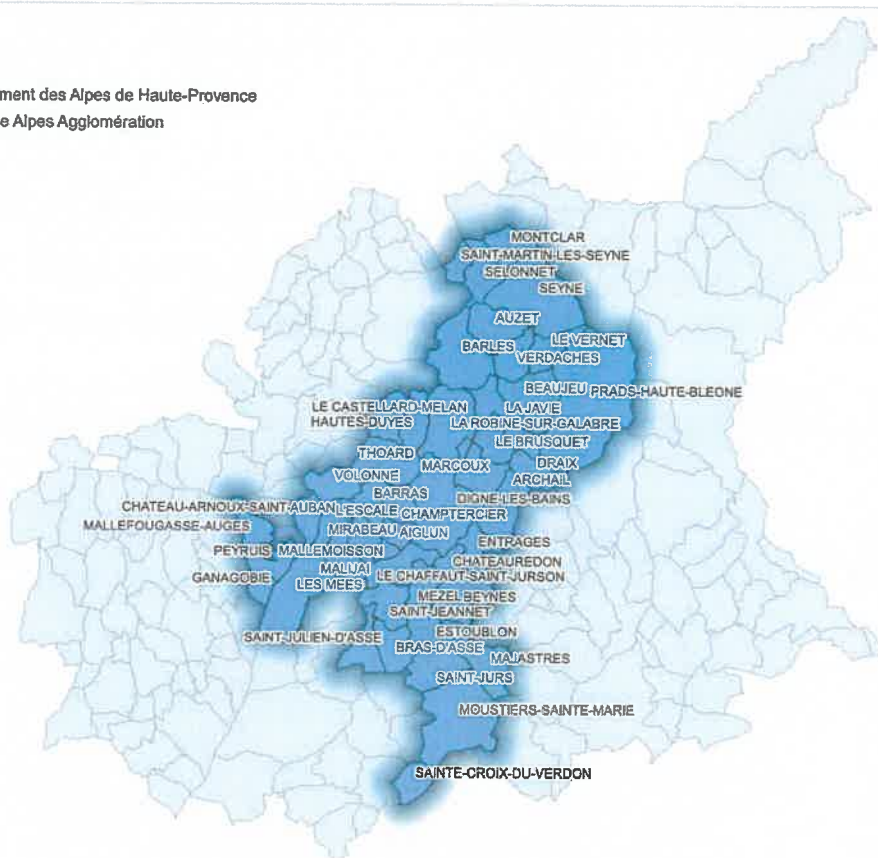 ment des Alpes de Haute-Provence
e Alpes Agglomération
MONTCLAR
SAINT-MARTIN-LES-SEYNE
SELONNET
SEYNE
AUZET
LE VERNET
BARLES
VERDACHES
BEAUJEU PRADS-HAUTE-BLEONE
LE CASTELLARD-MELAN
LA JAVIE
HAUTES-DUYES
LA ROBINE-SUR-GALABRE
LE BRUSQUET
THOARD
MARCOUX
DRAIX
VOLONNE
ARCHAIL
BARRAS
DIGNE-LES-BAINS
CHATEAU-ARNOUX-SAINT-AUBAN
L'ESCALE
CHAMPTERCIER
MALLEFOUGASSE-AUGES
MIRABEAU
AIGLUN
ENTRAGES
PEYRUIS
MALLEMOISSON
CHATEAUREDON
MALIJAI
GANAGOBIE
LES MEES
LE CHAFFAUT-SAINT-JURSON
MEZEL
BEYNES
SAINT-JEANNET
ESTOUBLON
SAINT-JULIEN-D'ASSE
BRAS-D'ASSE
MAJASTRES
SAINT-JURS
MOUSTIERS-SAINTE-MARIE
SAINTE-CROIX-DU-VERDON